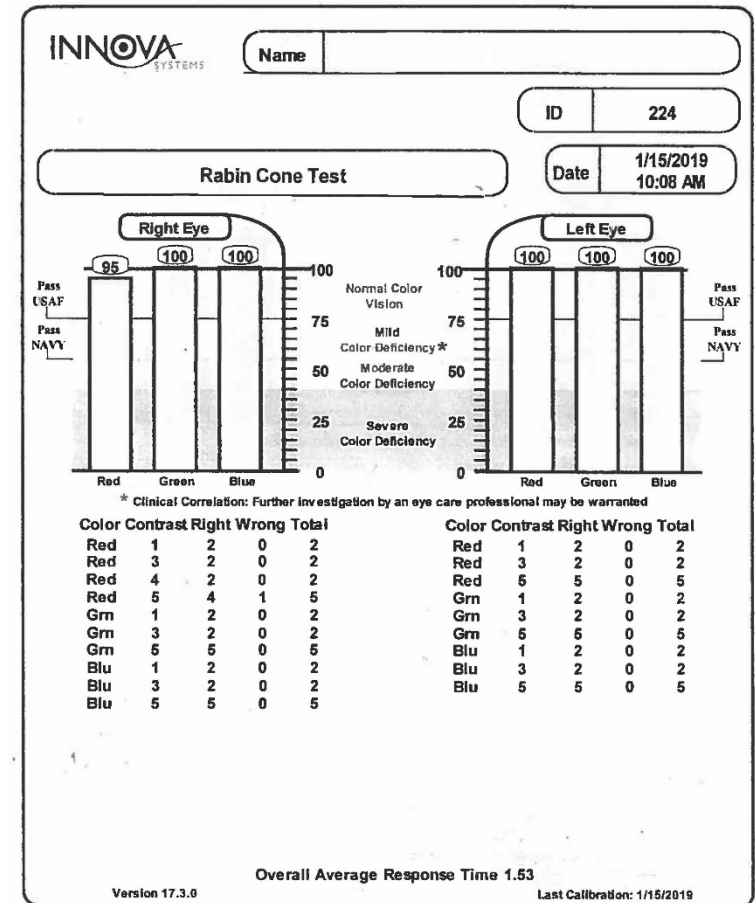 INNOVA
SYSTEMS
Name
ID 224
Rabin Cone Test
Date 1/15/2019
10:08 AM
Right Eye
95 100 100
Pass
USAF
Pass
NAVY
100
75
50
25
0
Red Green Blue
Normal Color
Vision
Mild
Color Deficiency *
Moderate
Color Deficiency
Severe
Color Deficiency
Left Eye
100 100 100
100
75
50
25
0
Pass
USAF
Pass
NAVY
Red Green Blue
* Clinical Correlation: Further investigation by an eye care professional may be warranted
Color Contrast Right Wrong Total
Red 1 2 0 2
Red 3 2 0 2
Red 4 2 0 2
Red 5 4 1 5
Grn 1 2 0 2
Grn 3 2 0 2
Grn 5 5 0 5
Blu 1 2 0 2
Blu 3 2 0 2
Blu 5 5 0 5
Color Contrast Right Wrong Total
Red 1 2 0 2
Red 3 2 0 2
Red 5 5 0 5
Grn 1 2 0 2
Grn 3 2 0 2
Grn 5 5 0 5
Blu 1 2 0 2
Blu 3 2 0 2
Blu 5 5 0 5
Overall Average Response Time 1.53
Version 17.3.0
Last Calibration: 1/15/2019